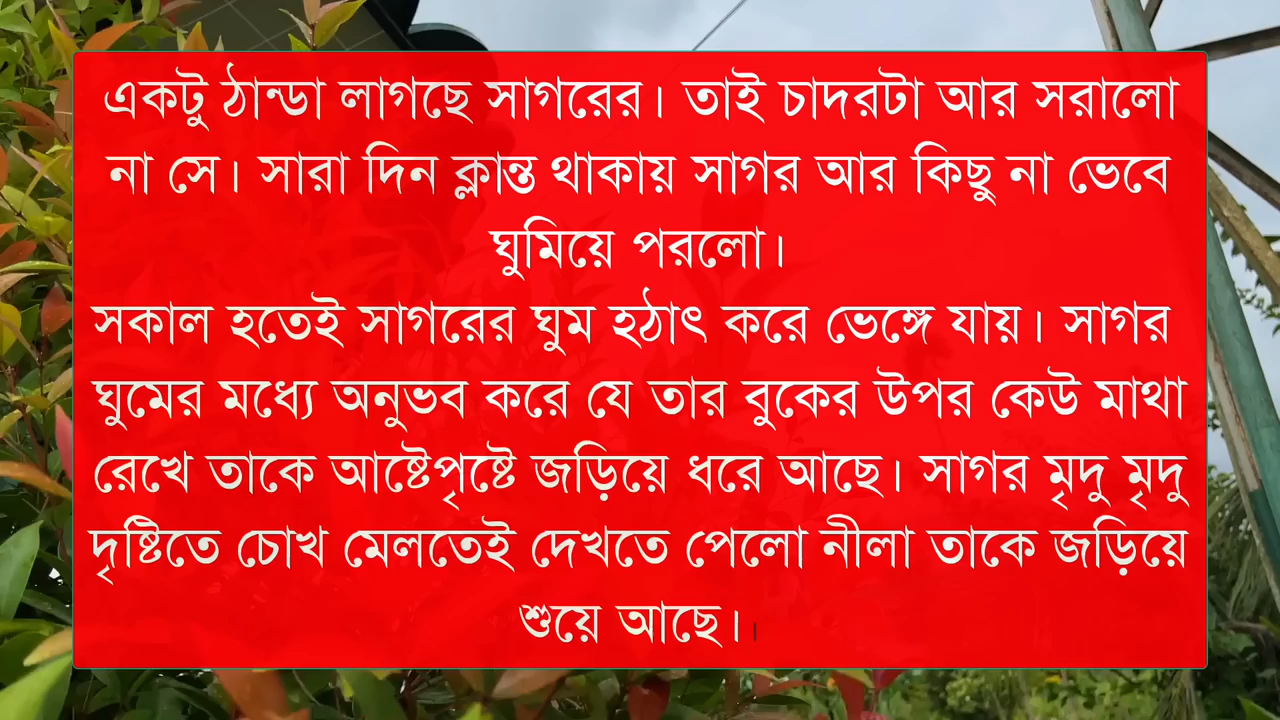 একটু ঠান্ডা লাগছে সাগরের। তাই চাদরটা আর সরালো
না সে। সারা দিন ক্লান্ত থাকায় সাগর আর কিছু না ভেবে
ঘুমিয়ে পরলো।
সকাল হতেই সাগরের ঘুম হঠাৎ করে ভেঙ্গে যায়। সাগর
ঘুমের মধ্যে অনুভব করে যে তার বুকের উপর কেউ মাথা
রেখে তাকে আষ্টেপৃষ্টে জড়িয়ে ধরে আছে। সাগর মৃদু মৃদু
দৃষ্টিতে চোখ মেলতেই দেখতে পেলো নীলা তাকে জড়িয়ে
শুয়ে আছে।